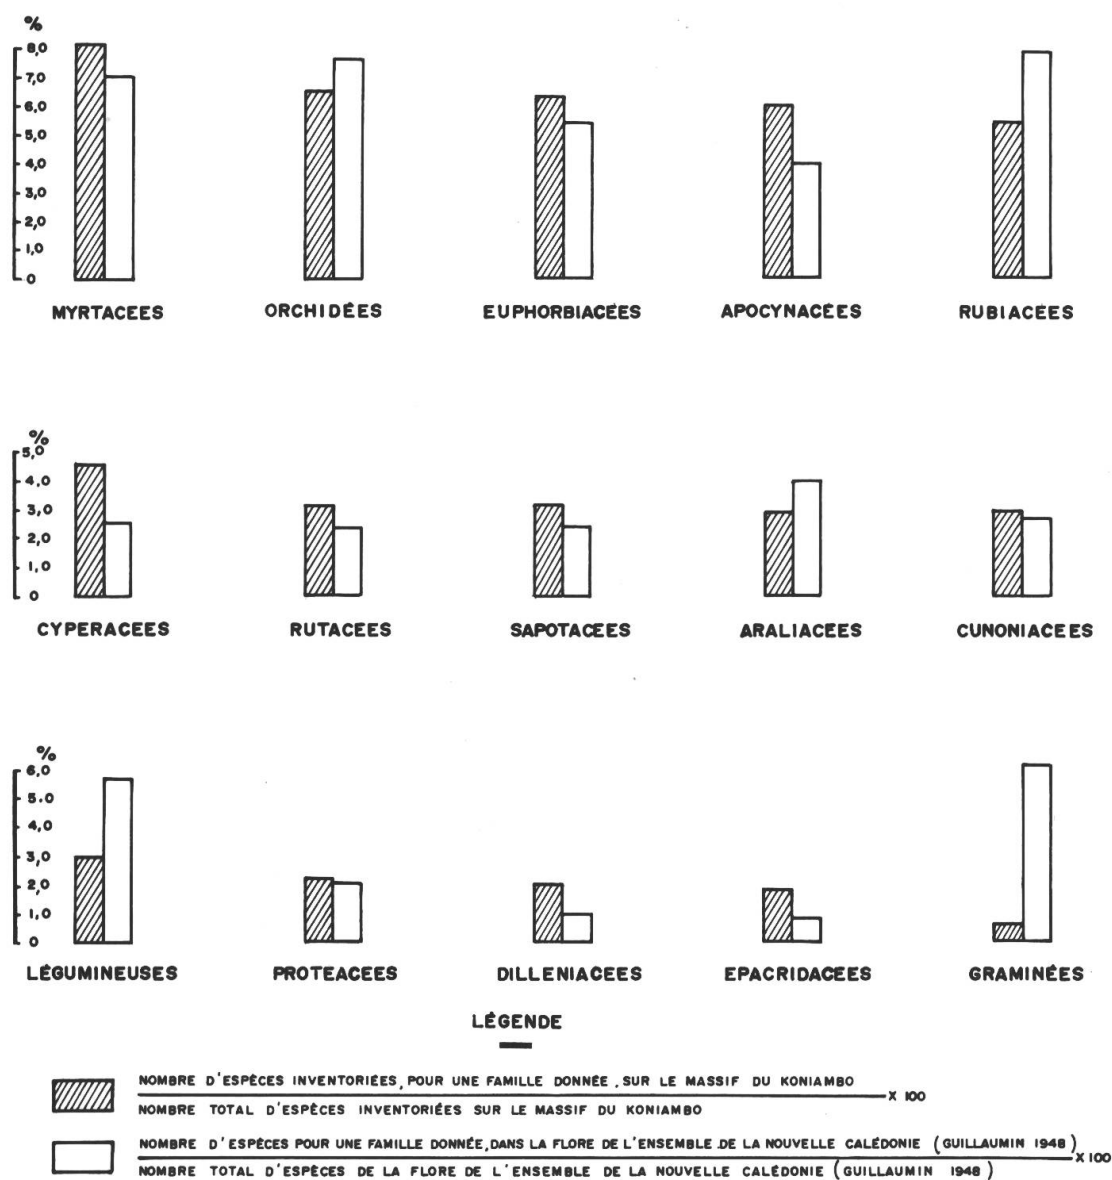 %
8,0
7,0
6,0
5,0
4,0
3,0
2,0
1,0
0
MYRTACEES ORCHIDÉES EUPHORBIACÉES APOCYNACÉES RUBIACÉES
%
5,0
4,0
3,0
2,0
1,0
0
CYPERACEES RUTACÉES SAPOTACÉES ARALIACÉES CUNONIACEES
%
6,0
5.0
4,0
3,0
2,0
1,0
0
LÉGUMINEUSES PROTEACEES DILLENIACEES EPACRIDACEES GRAMINÉES
LÉGENDE
NOMBRE D'ESPÈCES INVENTORIÉES, POUR UNE FAMILLE DONNÉE, SUR LE MASSIF DU KONIAMBO
X 100
NOMBRE TOTAL D'ESPÈCES INVENTORIÉES SUR LE MASSIF DU KONIAMBO
NOMBRE D'ESPÈCES POUR UNE FAMILLE DONNÉE, DANS LA FLORE DE L'ENSEMBLE DE LA NOUVELLE CALÉDONIE (GUILLAUMIN 1948)
X 100
NOMBRE TOTAL D'ESPÈCES DE LA FLORE DE L'ENSEMBLE DE LA NOUVELLE CALÉDONIE (GUILLAUMIN 1948)